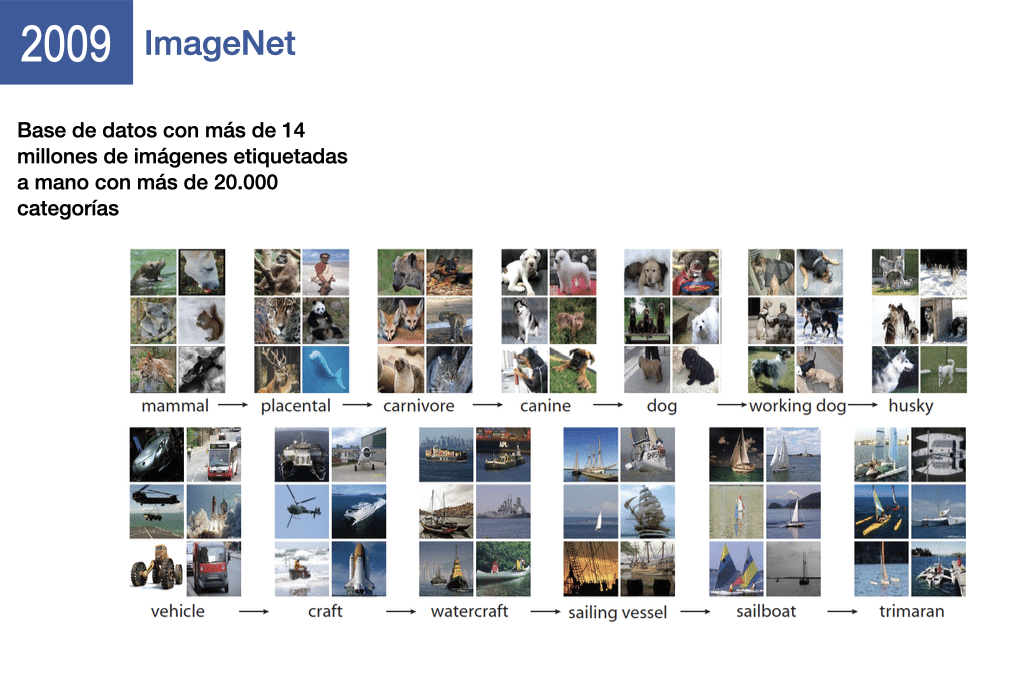 2009
ImageNet
Base de datos con más de 14
millones de imágenes etiquetadas
a mano con más de 20.000
categorías
mammal → placental → carnivore → canine → dog → working dog → husky
vehicle → craft → watercraft → sailing vessel → sailboat → trimaran